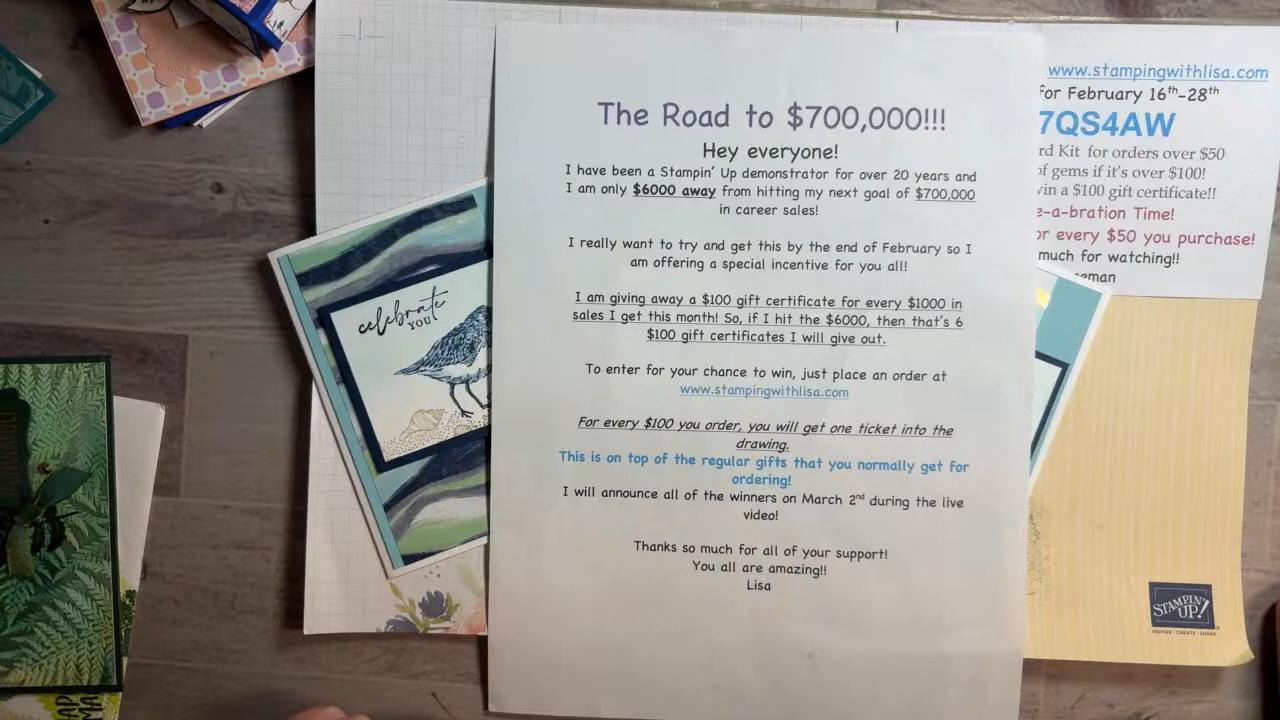 The Road to $700,000!!!
Hey everyone!
I have been a Stampin' Up demonstrator for over 20 years and
I am only $6000 away from hitting my next goal of $700,000
in career sales!
I really want to try and get this by the end of February so I
am offering a special incentive for you all!
I am giving away a $100 gift certificate for every $1000 in
sales I get this month! So, if I hit the $6000, then that's 6
$100 gift certificates I will give out.
To enter for your chance to win, just place an order at
www.stampingwithlisa.com
For every $100 you order, you will get one ticket into the
drawing.
This is on top of the regular gifts that you normally get for
ordering!
I will announce all of the winners on March 2nd during the live
video!
Thanks so much for all of your support!
You all are amazing!!
Lisa
www.stampingwithlisa.com
for February 16th-28th
7QS4AW
rd Kit for orders over $50
of gems if it's over $100!
win a $100 gift certificate!!
e-a-bration Time!
or every $50 you purchase!
much for watching!!
eman
celebrate
YOU
STAMPIN' UP!
INSPIRE · CREATE · SHARE